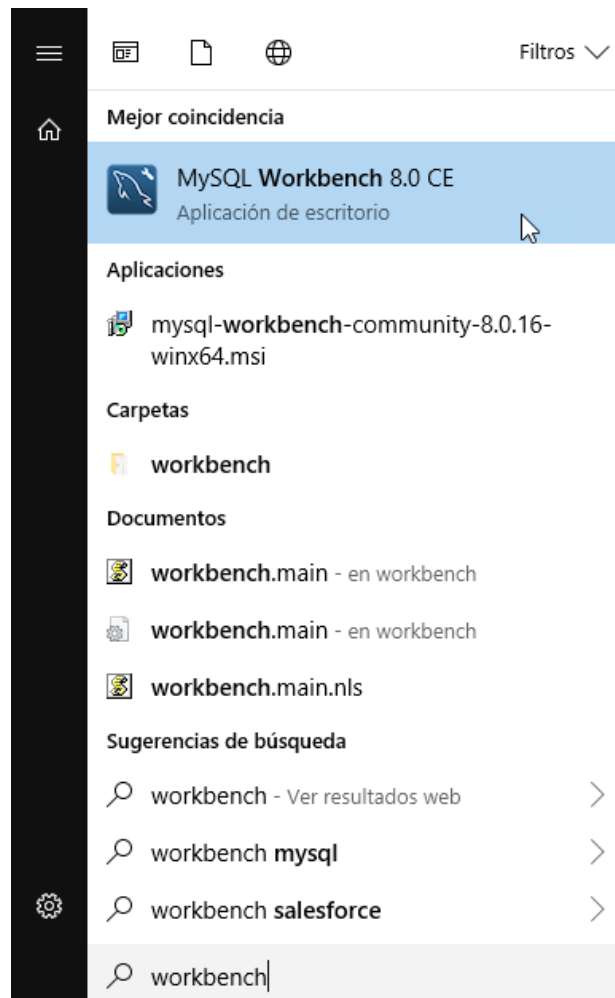 Filtros
Mejor coincidencia
MySQL Workbench 8.0 CE
Aplicación de escritorio
Aplicaciones
mysql-workbench-community-8.0.16-
winx64.msi
Carpetas
workbench
Documentos
workbench.main - en workbench
workbench.main - en workbench
workbench.main.nls
Sugerencias de búsqueda
workbench - Ver resultados web
workbench mysql
workbench salesforce
workbench